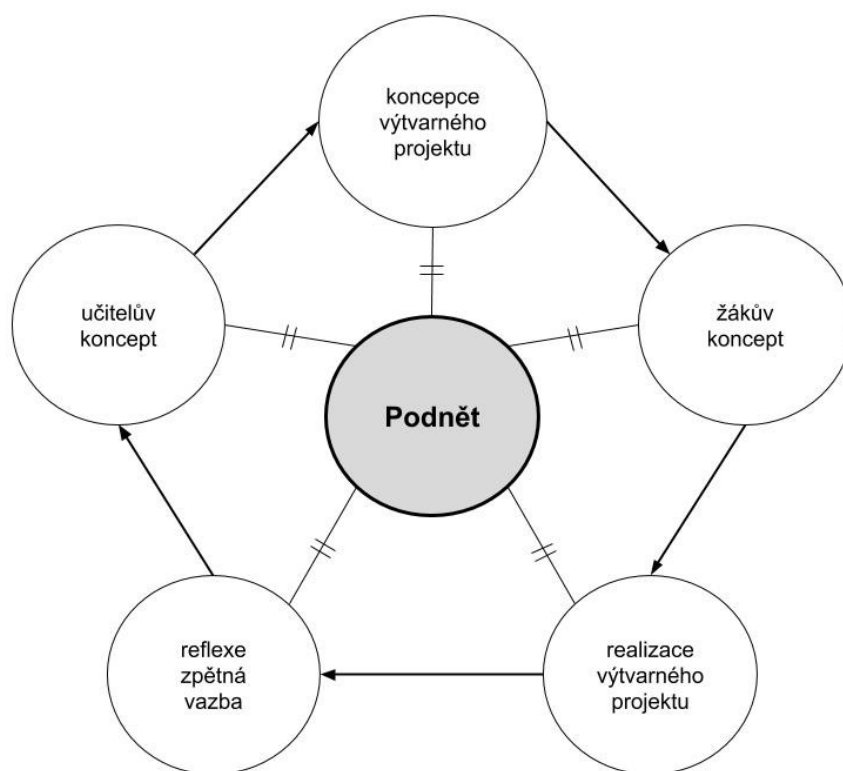 koncepce
výtvarného
projektu
učitelův
koncept
žákův
koncept
Podnět
reflexe
zpětná
vazba
realizace
výtvarného
projektu